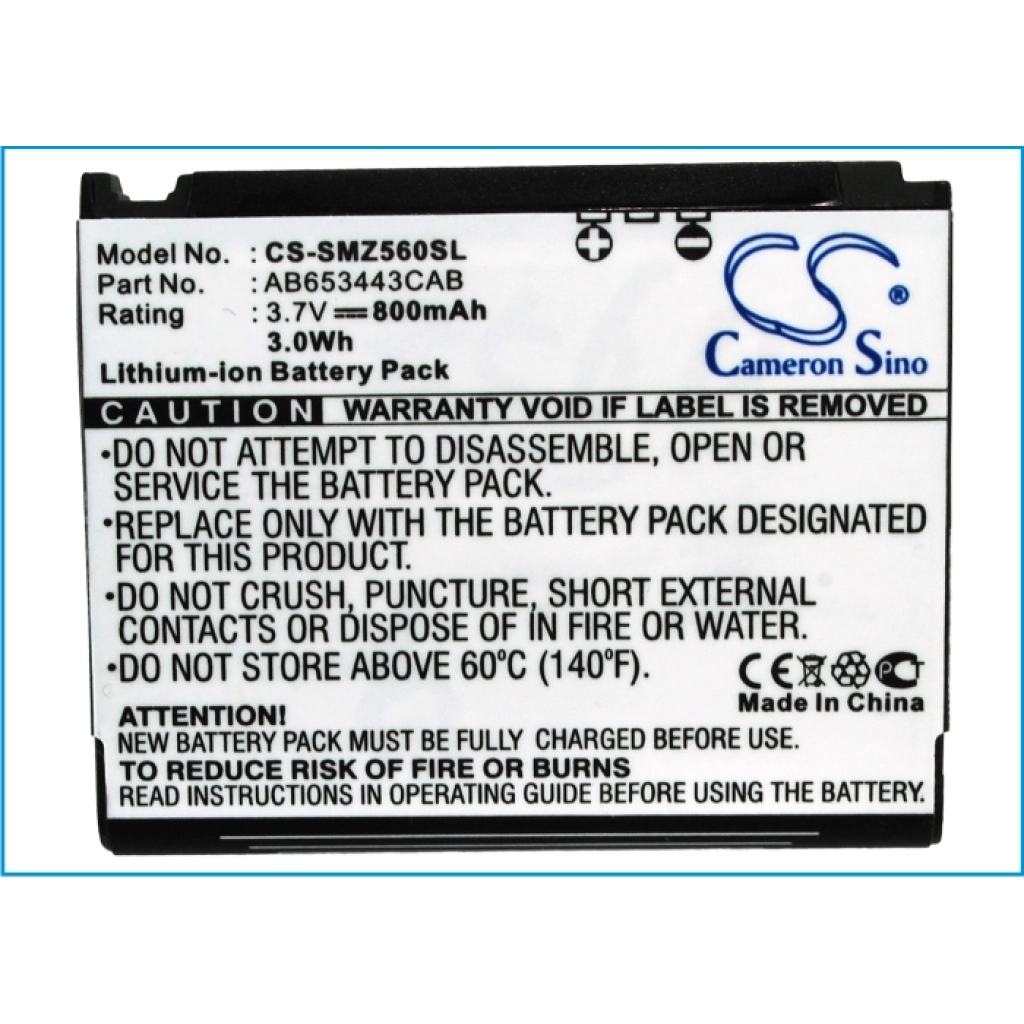 Model No. : CS-SMZ560SL
Part No. : AB653443CAB
Rating : 3.7V 800mAh
3.0Wh
Lithium-ion Battery Pack
+ −
CS ®
Cameron Sino
CAUTION WARRANTY VOID IF LABEL IS REMOVED
•DO NOT ATTEMPT TO DISASSEMBLE, OPEN OR
SERVICE THE BATTERY PACK.
•REPLACE ONLY WITH THE BATTERY PACK DESIGNATED
FOR THIS PRODUCT.
•DO NOT CRUSH, PUNCTURE, SHORT EXTERNAL
CONTACTS OR DISPOSE OF IN FIRE OR WATER.
•DO NOT STORE ABOVE 60°C (140°F).
CE PCT
Made In China
ATTENTION!
NEW BATTERY PACK MUST BE FULLY CHARGED BEFORE USE.
TO REDUCE RISK OF FIRE OR BURNS
READ INSTRUCTIONS IN OPERATING GUIDE BEFORE USING THE BATTERY.